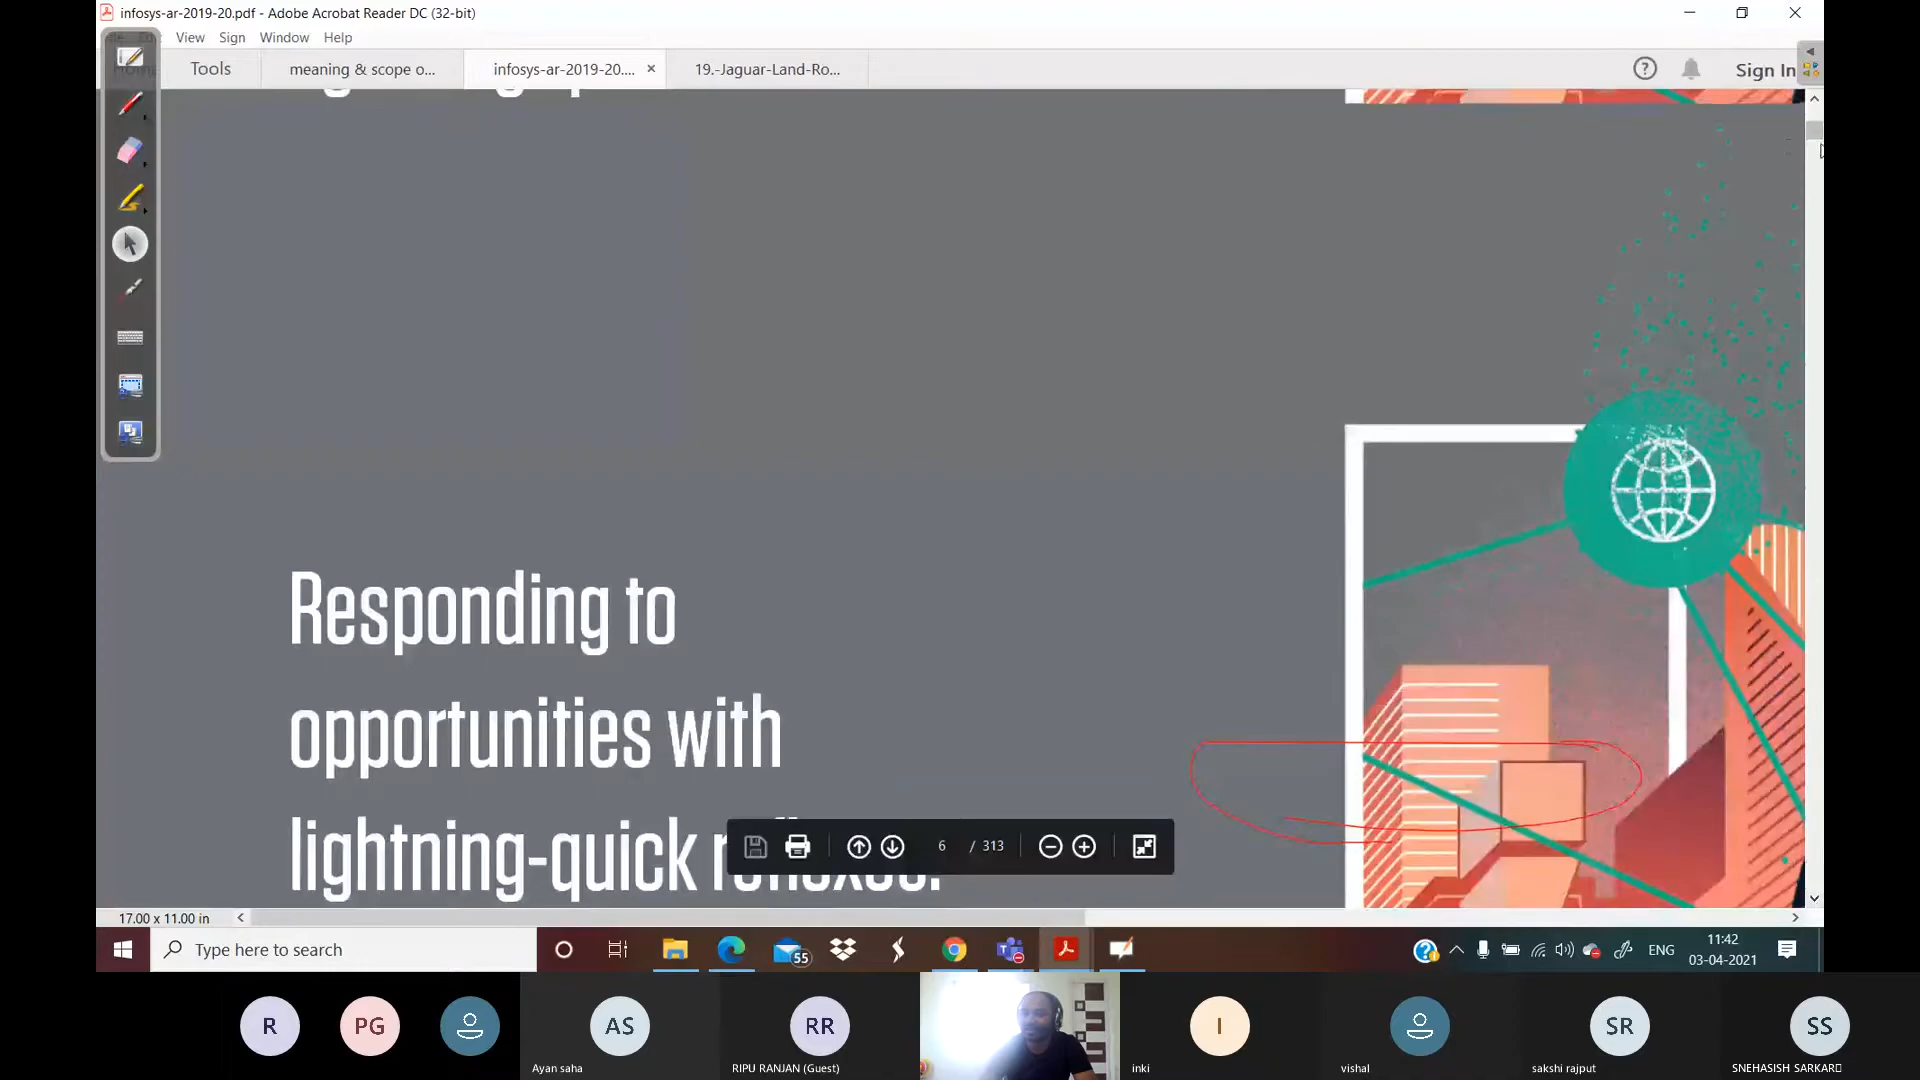 infosys-ar-2019-20.pdf - Adobe Acrobat Reader DC (32-bit)
View Sign Window Help
Tools
meaning & scope o...
infosys-ar-2019-20....
19.-Jaguar-Land-Ro...
Sign In
Responding to
opportunities with
lightning-quick reflexes.
6 / 313
17.00 x 11.00 in
Type here to search
55
ENG
11:42
03-04-2021
R
PG
AS
RR
I
SR
SS
Ayan saha
RIPU RANJAN (Guest)
inki
vishal
sakshi rajput
SNEHASISH SARKAR